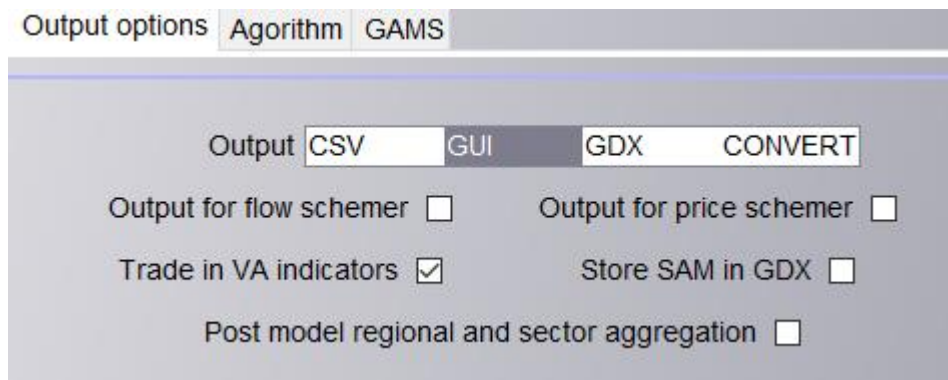 Output options Agorithm GAMS
Output CSV GUI GDX CONVERT
Output for flow schemer Output for price schemer
Trade in VA indicators Store SAM in GDX
Post model regional and sector aggregation